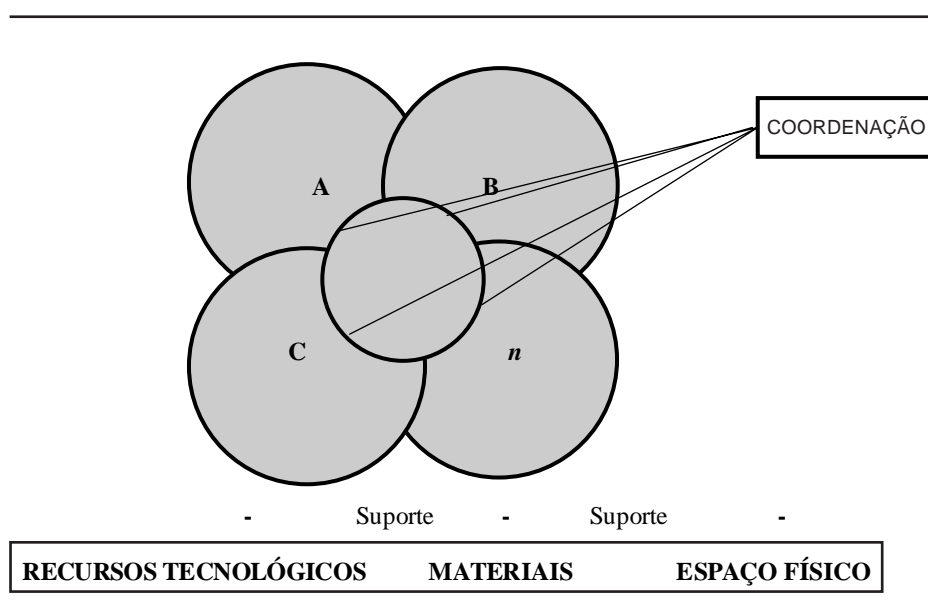 COORDENAÇÃO
A B
C n
- Suporte - Suporte -
RECURSOS TECNOLÓGICOS MATERIAIS ESPAÇO FÍSICO